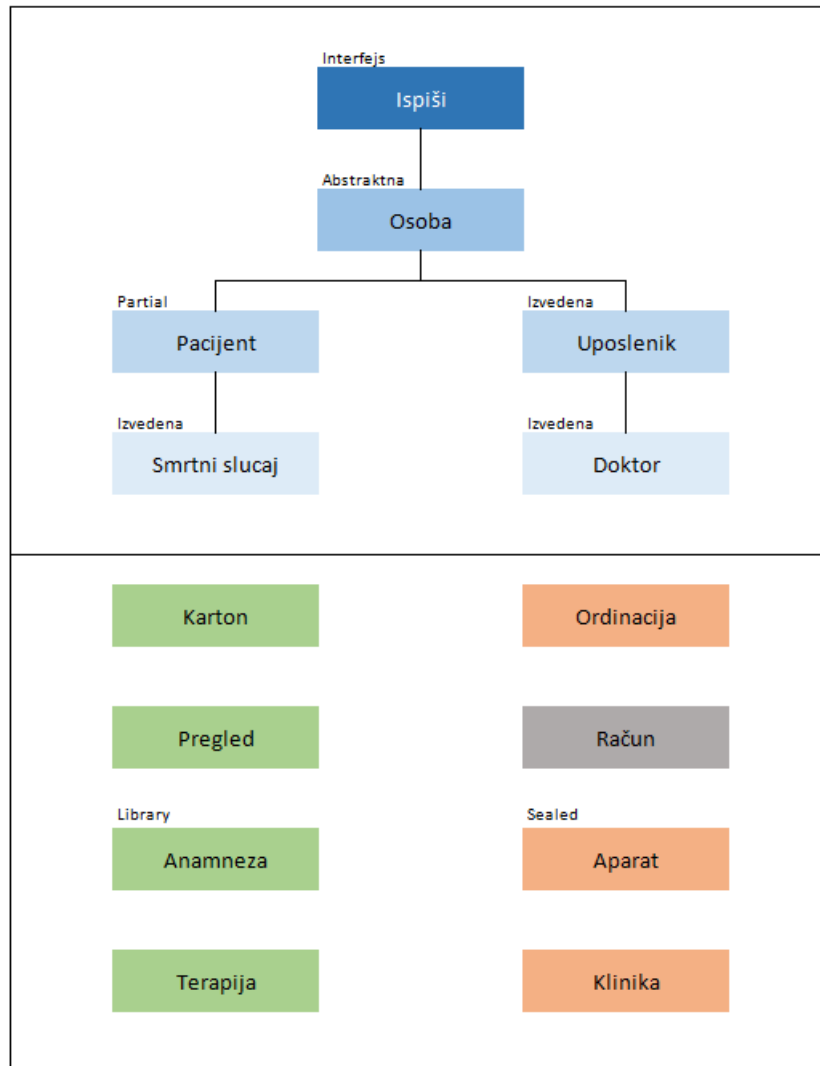 Interfejs
Ispiši
Abstraktna
Osoba
Partial
Izvedena
Pacijent
Uposlenik
Izvedena
Izvedena
Smrtni slucaj
Doktor
Karton
Ordinacija
Pregled
Račun
Library
Sealed
Anamneza
Aparat
Terapija
Klinika